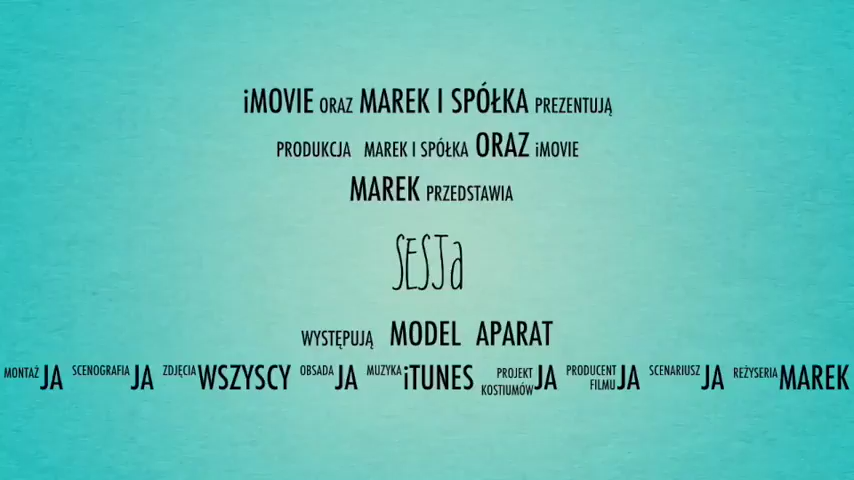 iMOVIE ORAZ MAREK I SPÓŁKA PREZENTUJĄ
PRODUKCJA MAREK I SPÓŁKA ORAZ iMOVIE
MAREK PRZEDSTAWIA
SESJa
WYSTĘPUJĄ MODEL APARAT
MONTAŻ JA SCENOGRAFIA JA ZDJĘCIA WSZYSCY OBSADA JA MUZYKA iTUNES PROJEKT KOSTIUMÓW JA PRODUCENT FILMU JA SCENARIUSZ JA REŻYSERIA MAREK